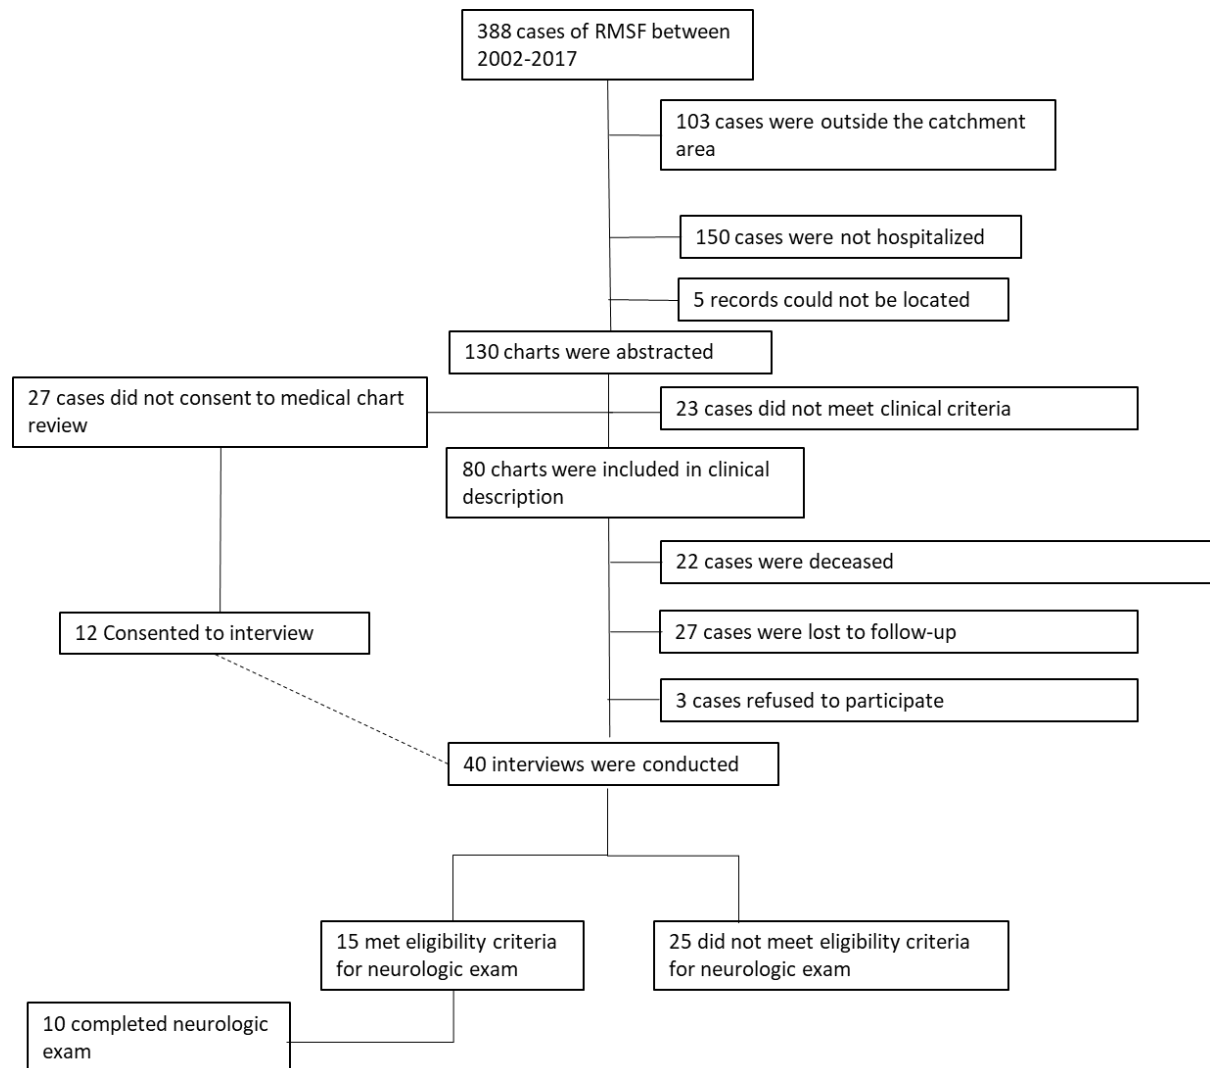 388 cases of RMSF between
2002-2017
103 cases were outside the catchment
area
150 cases were not hospitalized
5 records could not be located
130 charts were abstracted
27 cases did not consent to medical chart
review
23 cases did not meet clinical criteria
80 charts were included in clinical
description
22 cases were deceased
27 cases were lost to follow-up
12 Consented to interview
3 cases refused to participate
40 interviews were conducted
15 met eligibility criteria
for neurologic exam
25 did not meet eligibility criteria
for neurologic exam
10 completed neurologic
exam